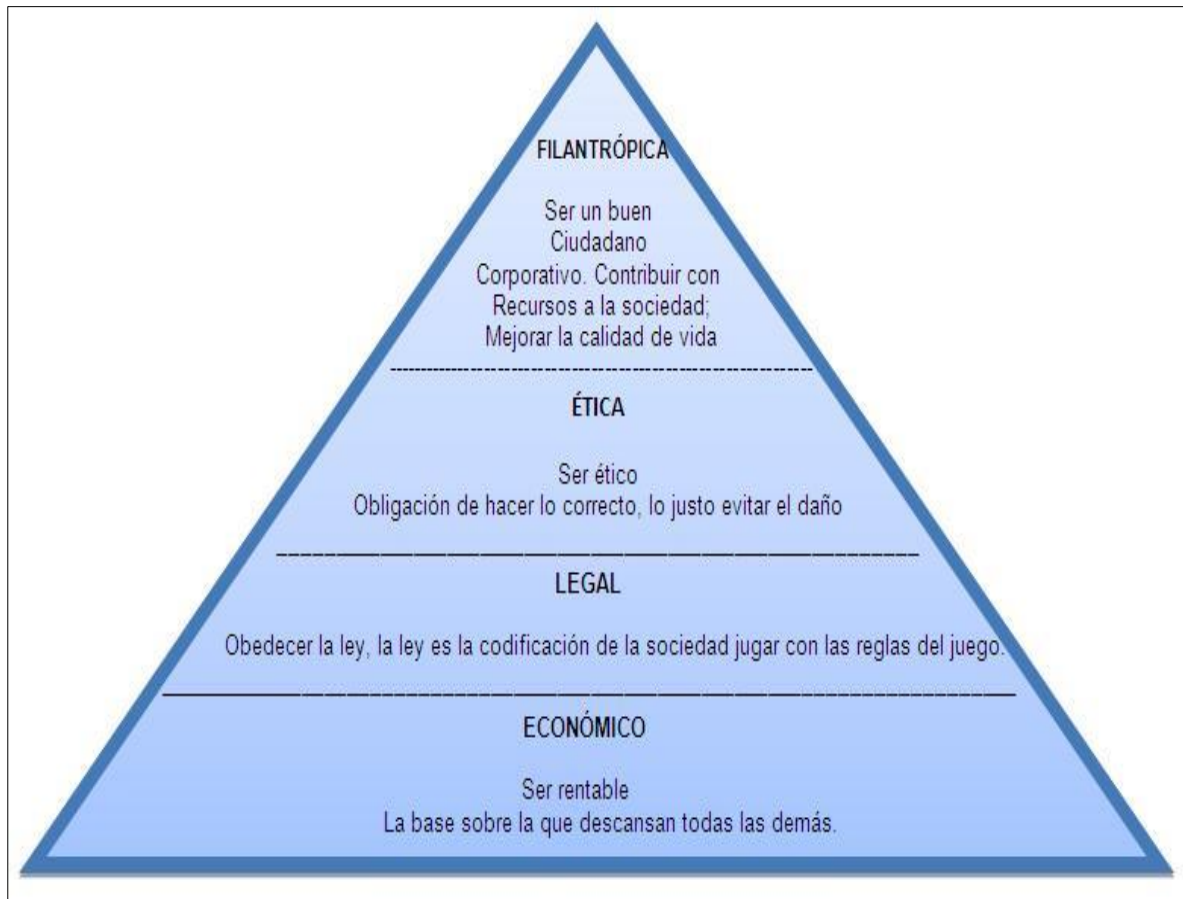 FILANTRÓPICA
Ser un buen
Ciudadano
Corporativo. Contribuir con
Recursos a la sociedad;
Mejorar la calidad de vida
ÉTICA
Ser ético
Obligación de hacer lo correcto, lo justo evitar el daño
LEGAL
Obedecer la ley, la ley es la codificación de la sociedad jugar con las reglas del juego.
ECONÓMICO
Ser rentable
La base sobre la que descansan todas las demás.